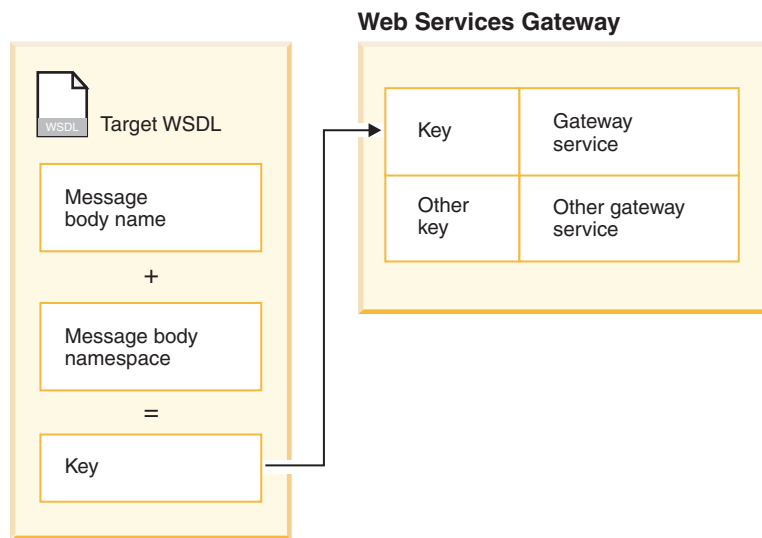 Web Services Gateway
WSDL
Target WSDL
Message
body name
+
Message body
namespace
=
Key
Key
Gateway
service
Other
key
Other gateway
service